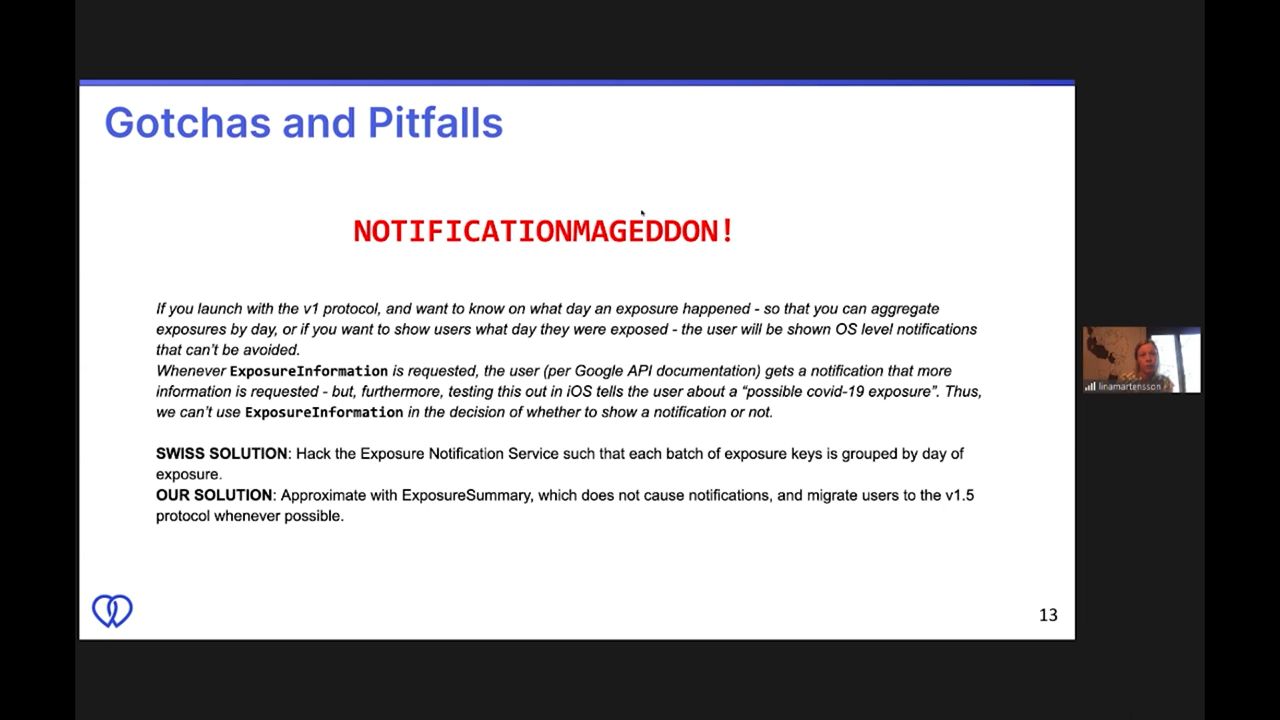 Gotchas and Pitfalls
NOTIFICATIONMAGEDDON!
If you launch with the v1 protocol, and want to know on what day an exposure happened - so that you can aggregate
exposures by day, or if you want to show users what day they were exposed - the user will be shown OS level notifications
that can't be avoided.
Whenever ExposureInformation is requested, the user (per Google API documentation) gets a notification that more
information is requested - but, furthermore, testing this out in iOS tells the user about a “possible covid-19 exposure”. Thus,
we can't use ExposureInformation in the decision of whether to show a notification or not.
SWISS SOLUTION: Hack the Exposure Notification Service such that each batch of exposure keys is grouped by day of
exposure.
OUR SOLUTION: Approximate with ExposureSummary, which does not cause notifications, and migrate users to the v1.5
protocol whenever possible.
linamartensson
13